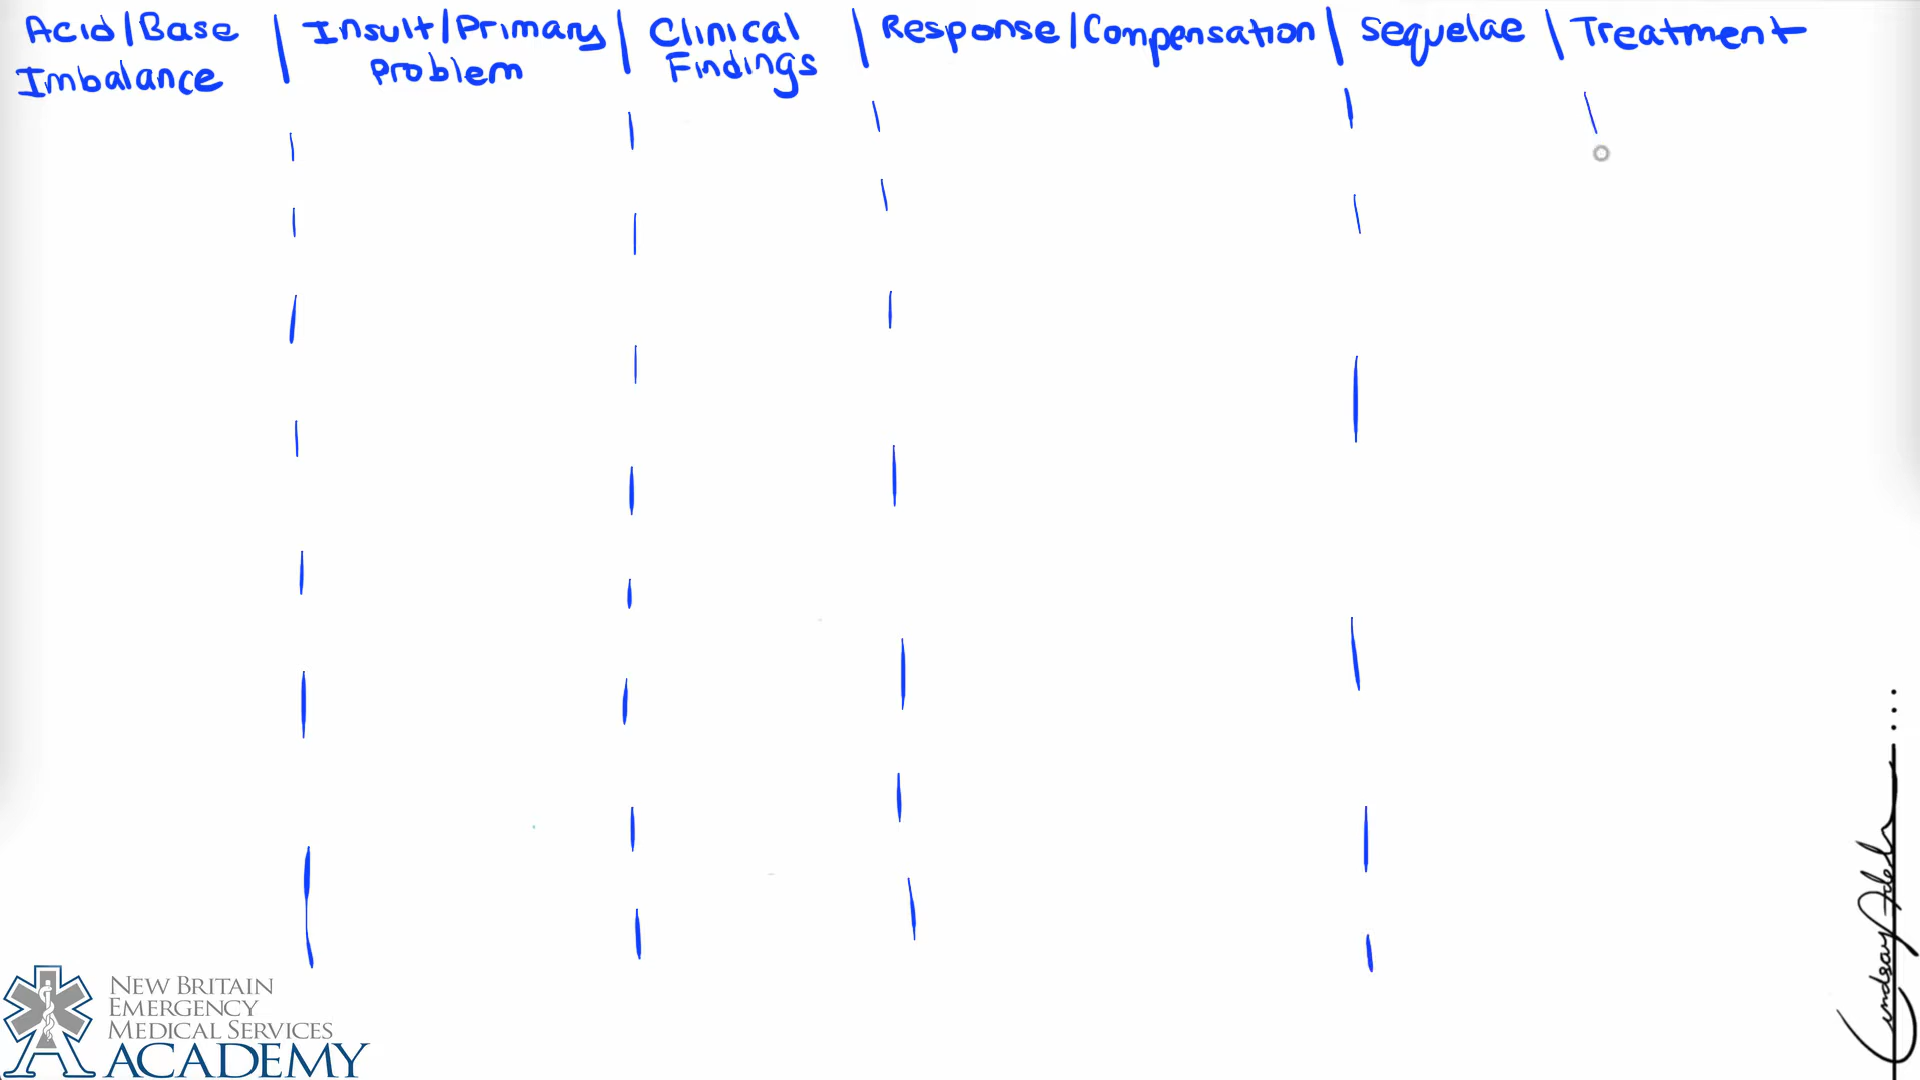 Acid/Base | Insult/Primary | Clinical | Response/Compensation | Sequelae | Treatment
Imbalance problem Findings
NEW BRITAIN
EMERGENCY
MEDICAL SERVICES
ACADEMY